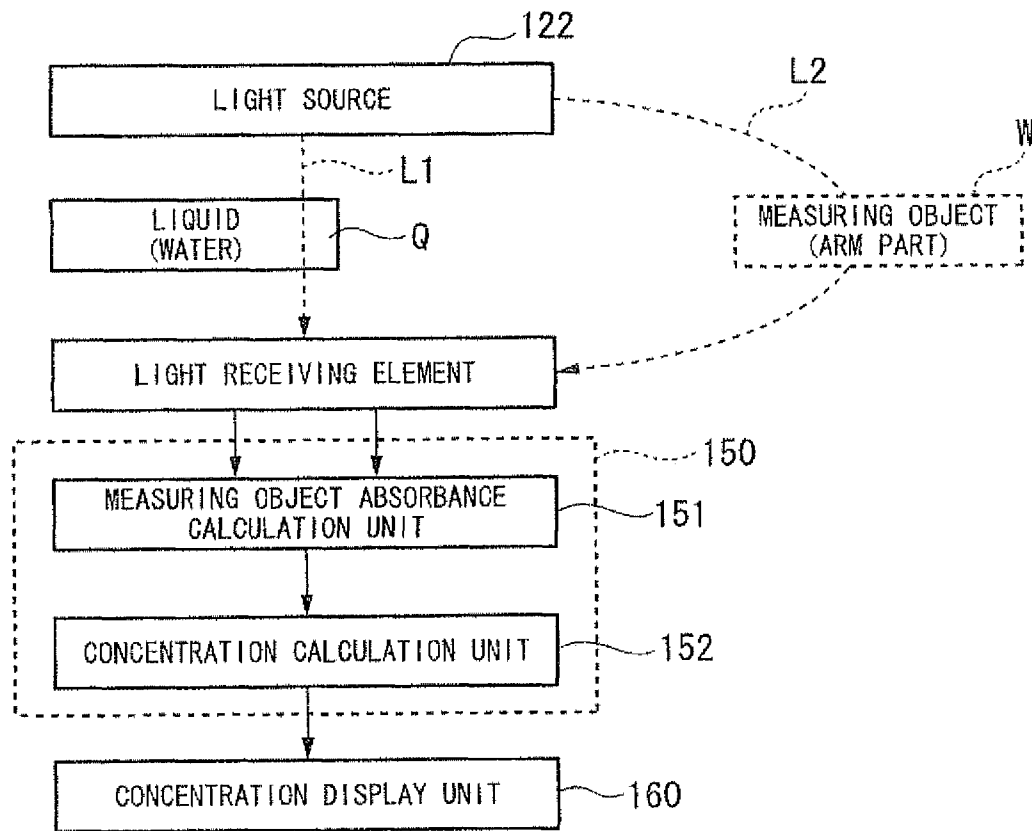 122
LIGHT SOURCE
L2
L1
W
LIQUID
(WATER)
Q
MEASURING OBJECT
(ARM PART)
LIGHT RECEIVING ELEMENT
150
MEASURING OBJECT ABSORBANCE
CALCULATION UNIT
151
CONCENTRATION CALCULATION UNIT
152
CONCENTRATION DISPLAY UNIT
160